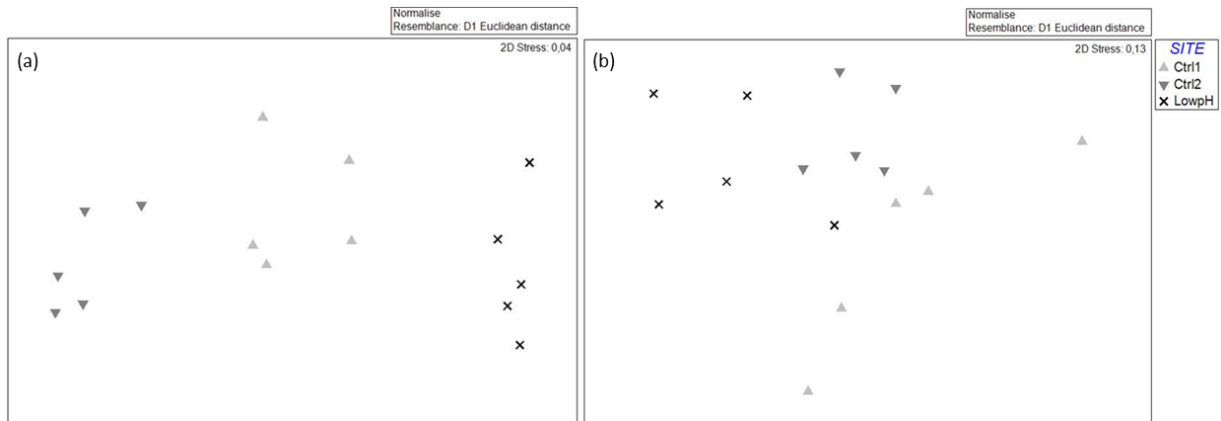 Normalise
Resemblance: D1 Euclidean distance
(a)
2D Stress: 0,04
Normalise
Resemblance: D1 Euclidean distance
(b)
2D Stress: 0,13
SITE
Ctrl1
Ctrl2
LowpH